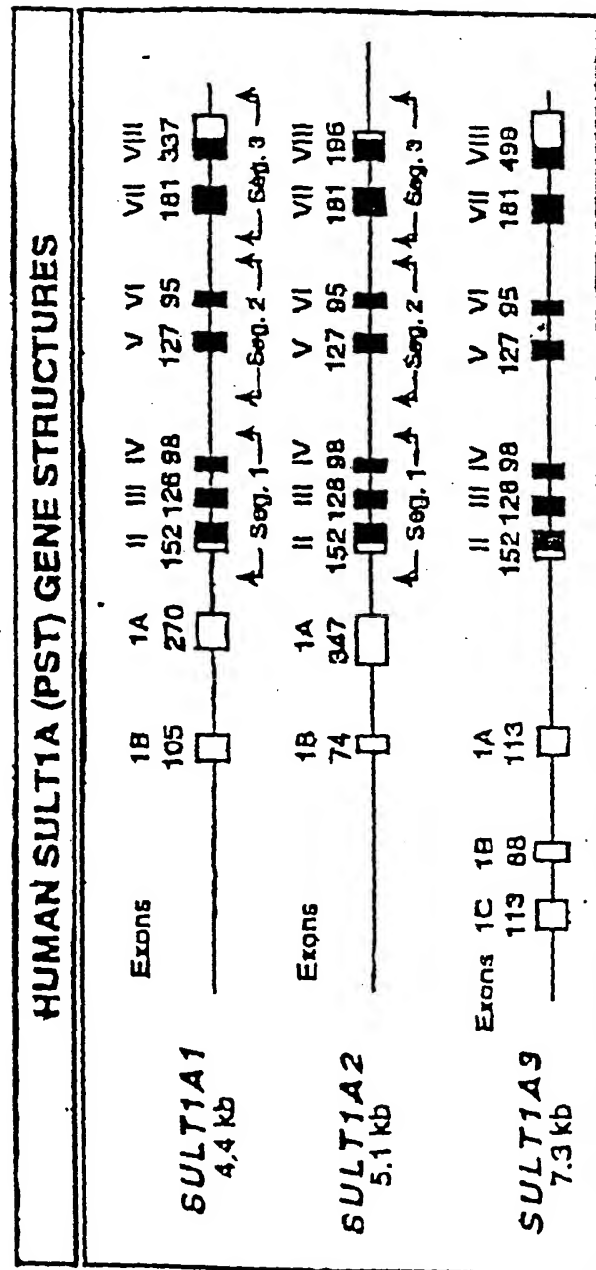 HUMAN SULT1A (PST) GENE STRUCTURES
Exons 1B 1A II III IV V VI VII VIII
105 270 152 126 98 127 95 181 337
SULT1A1
4,4 kb
Seg. 1 Seg. 2 Seg. 3
Exons 1B 1A II III IV V VI VII VIII
74 347 152 128 98 127 95 181 196
SULT1A2
5.1 kb
Seg. 1 Seg. 2 Seg. 3
Exons 1C 1B 1A II III IV V VI VII VIII
113 88 113 152 128 98 127 95 181 499
SULT1A3
7.3 kb